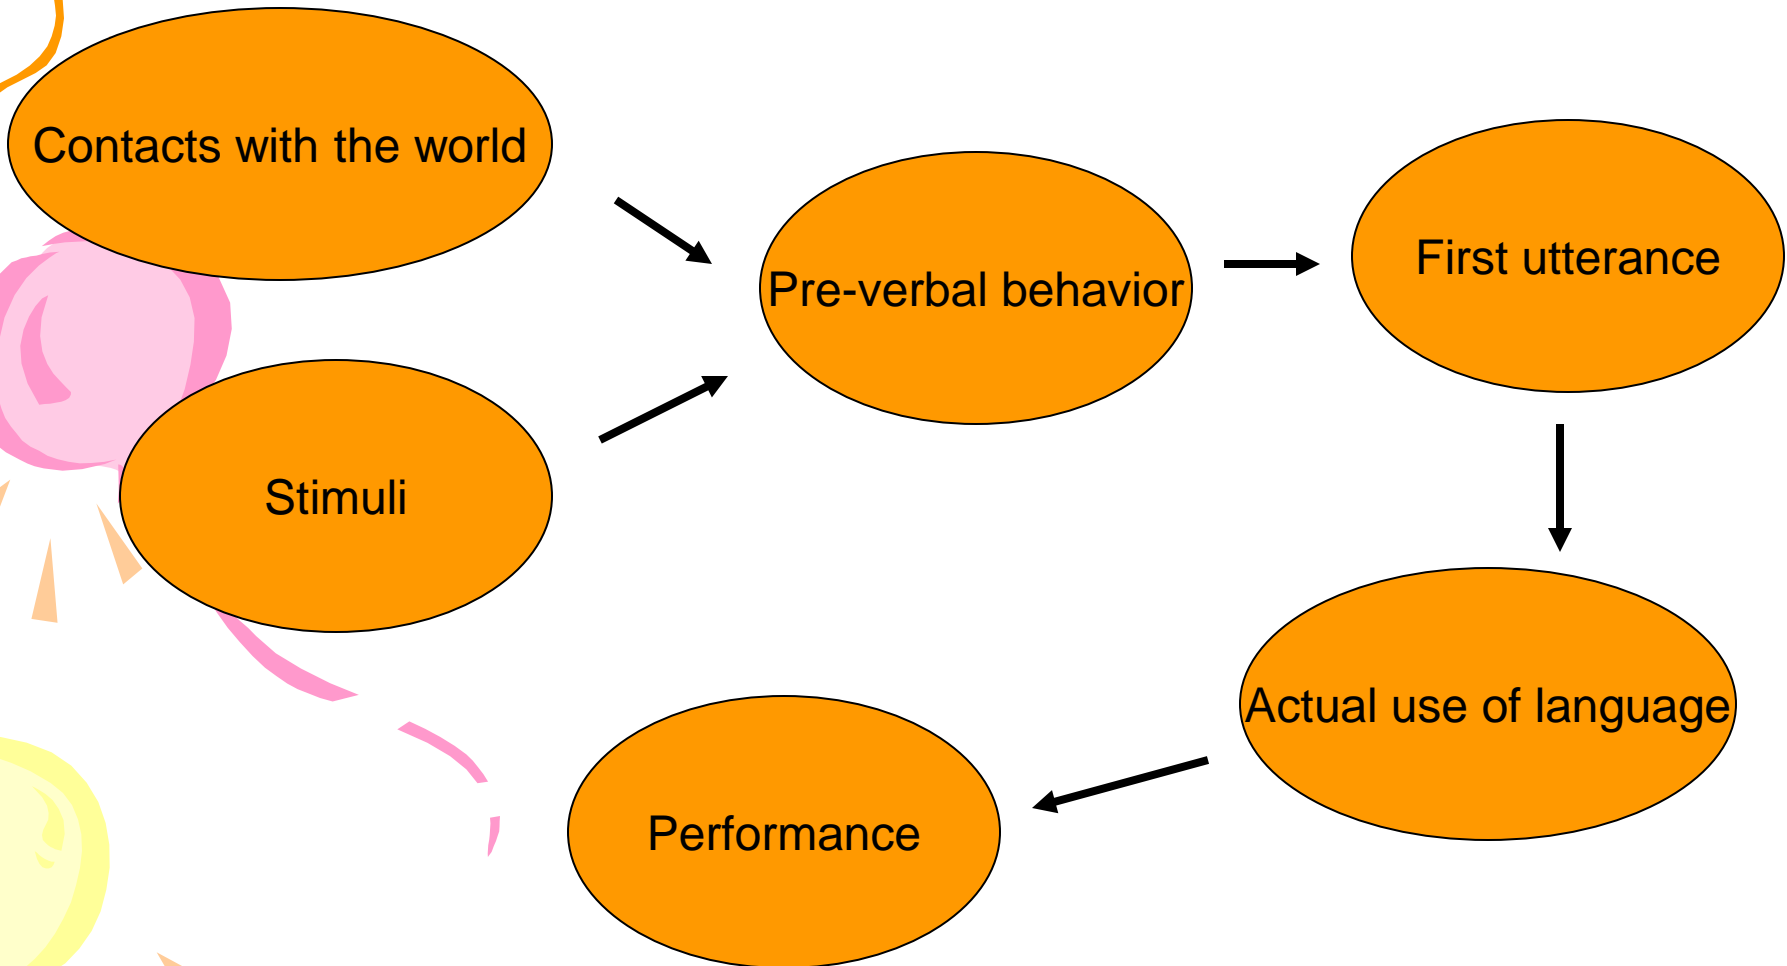 Contacts with the world
Stimuli
Pre-verbal behavior
First utterance
Actual use of language
Performance